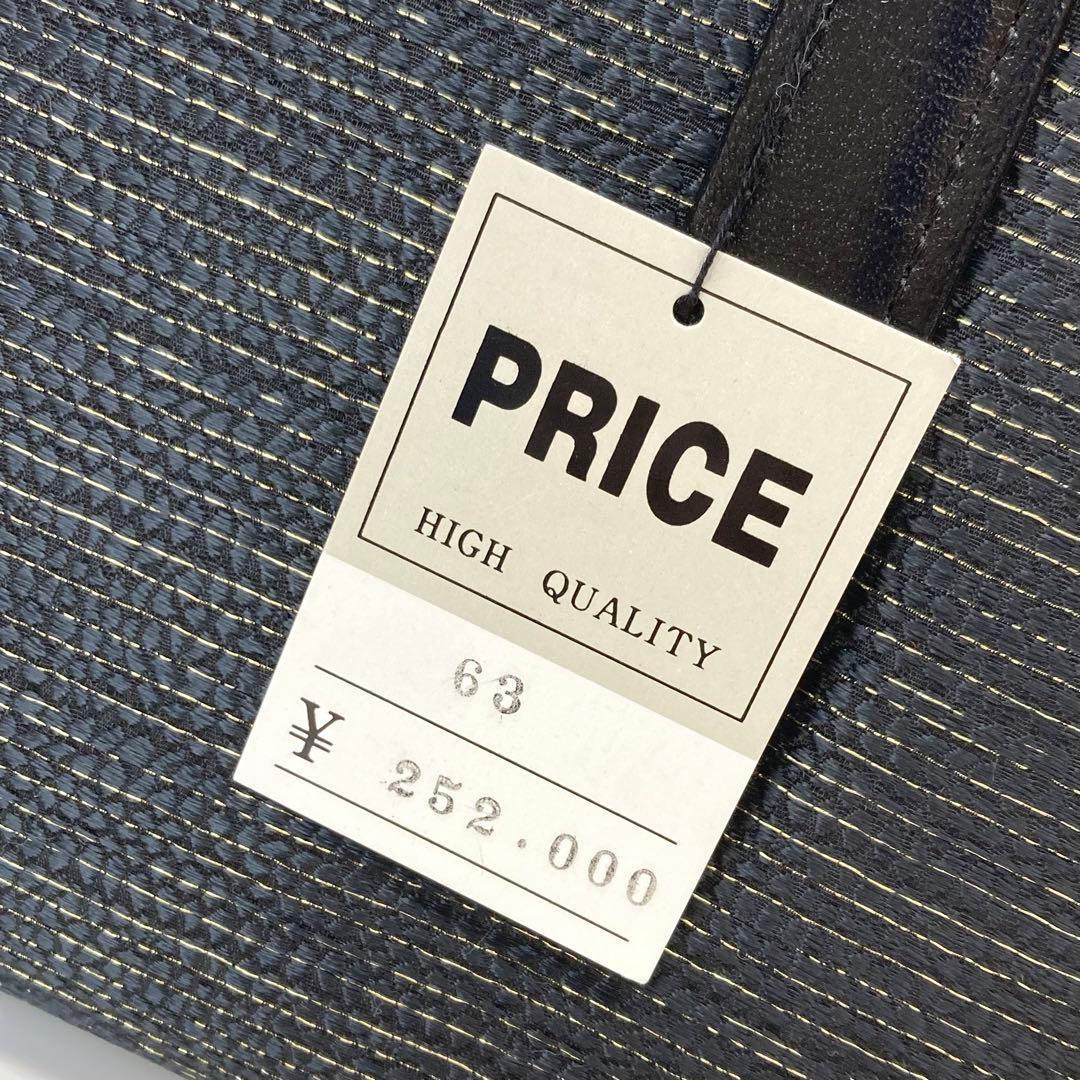 PRICE
HIGH QUALITY
63
¥ 252.000